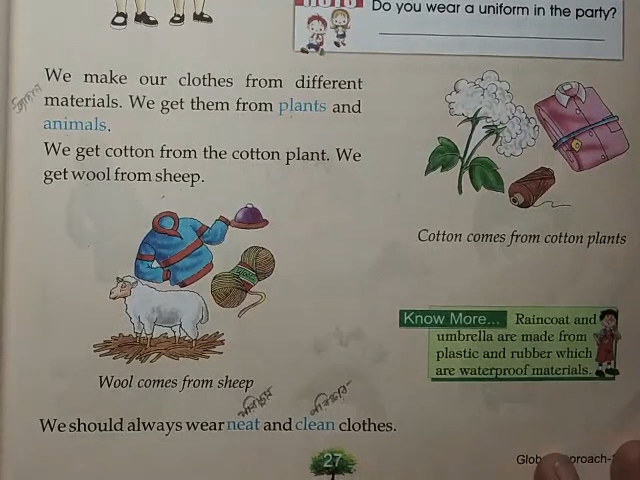 Do you wear a uniform in the party?
We make our clothes from different
materials. We get them from plants and
animals.
We get cotton from the cotton plant. We
get wool from sheep.
Cotton comes from cotton plants
Know More... Raincoat and
umbrella are made from
plastic and rubber which
are waterproof materials.
Wool comes from sheep
We should always wear neat and clean clothes.
27